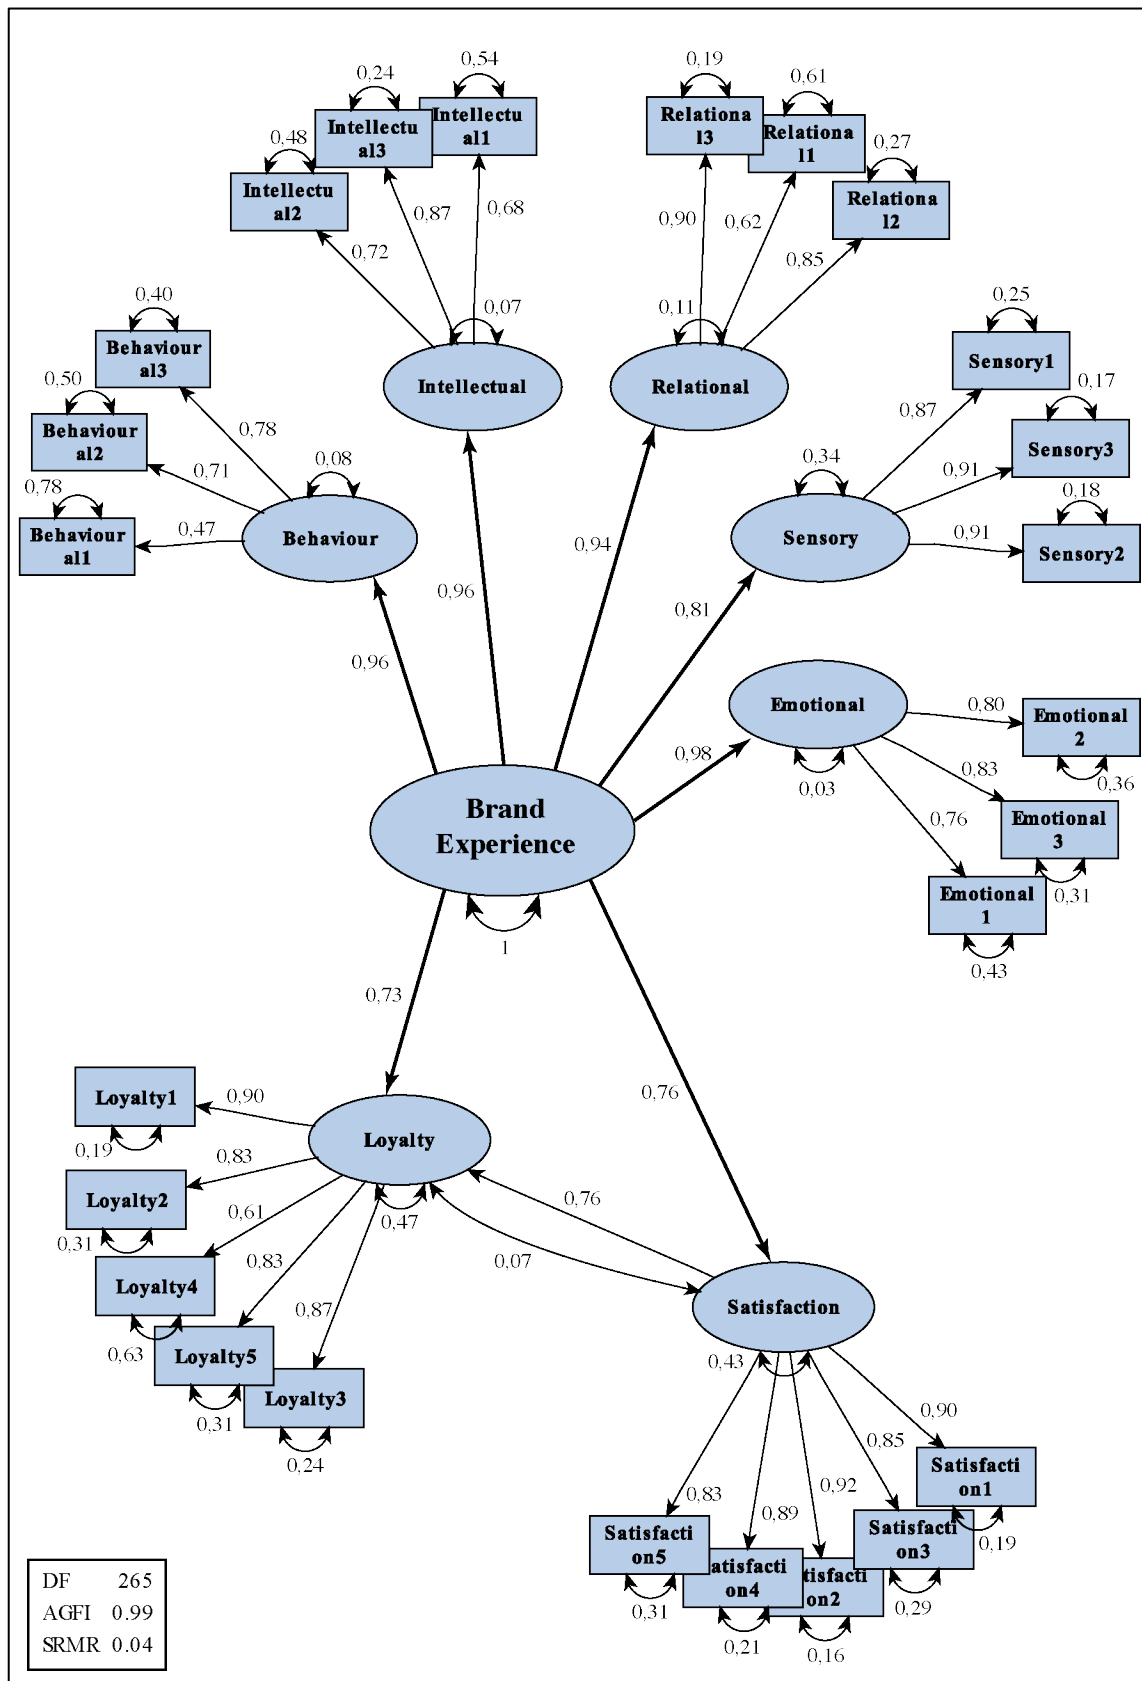 0,54
0,24
0,19
0,61
Intellectu
al1
Intellectu
al3
Relationa
l3
Relationa
l1
0,48
0,27
Intellectu
al2
Relationa
l2
0,87
0,68
0,90
0,62
0,72
0,85
0,40
0,07
0,11
0,25
Behaviour
al3
Intellectual
Relational
Sensory1
0,17
0,50
0,87
Behaviour
al2
0,78
Sensory3
0,71
0,08
0,34
0,91
0,78
0,18
0,47
Behaviour
al1
Behaviour
Sensory
0,91
Sensory2
0,94
0,96
0,81
0,96
Emotional
0,80
Emotional
2
0,98
0,03
0,83
0,36
Brand
Experience
0,76
Emotional
3
Emotional
1
0,31
1
0,43
0,73
0,76
Loyalty1
0,90
0,19
Loyalty
0,83
Loyalty2
0,76
0,61
0,47
0,31
0,83
0,07
Loyalty4
0,87
Satisfaction
0,63
Loyalty5
0,43
Loyalty3
0,31
0,90
0,24
0,85
Satisfacti
on1
0,83
0,92
0,89
Satisfacti
on5
Satisfacti
on3
0,19
atisfacti
on4
tisfacti
on2
0,31
0,29
0,21
0,16
DF 265
AGFI 0.99
SRMR 0.04